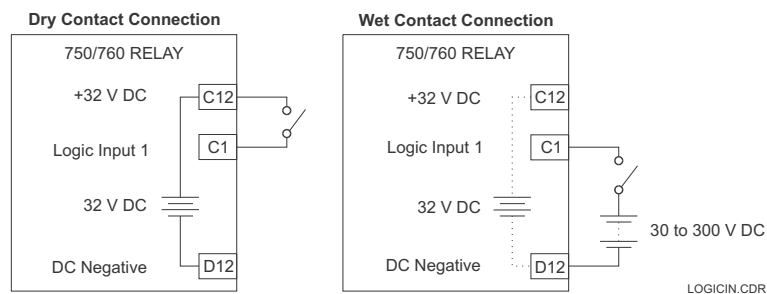 Dry Contact Connection
750/760 RELAY
+32 V DC
C12
Logic Input 1
C1
32 V DC
DC Negative
D12
Wet Contact Connection
750/760 RELAY
+32 V DC
C12
Logic Input 1
C1
32 V DC
30 to 300 V DC
DC Negative
D12
LOGICIN.CDR